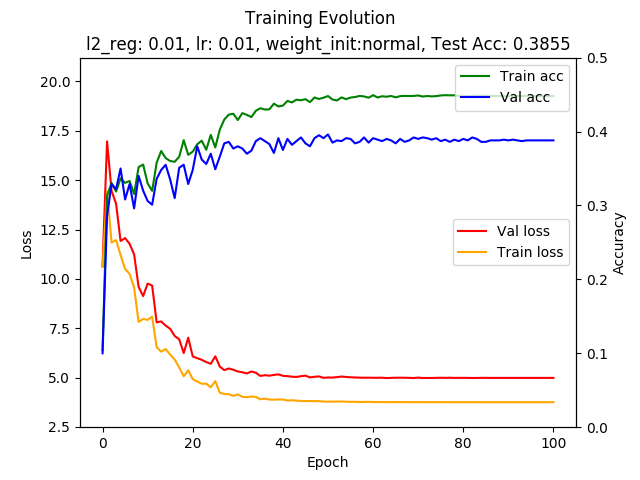 Training Evolution
l2_reg: 0.01, lr: 0.01, weight_init:normal, Test Acc: 0.3855
Train acc
Val acc
Val loss
Train loss
Loss
20.0
17.5
15.0
12.5
10.0
7.5
5.0
2.5
Accuracy
0.5
0.4
0.3
0.2
0.1
0.0
0 20 40 60 80 100
Epoch